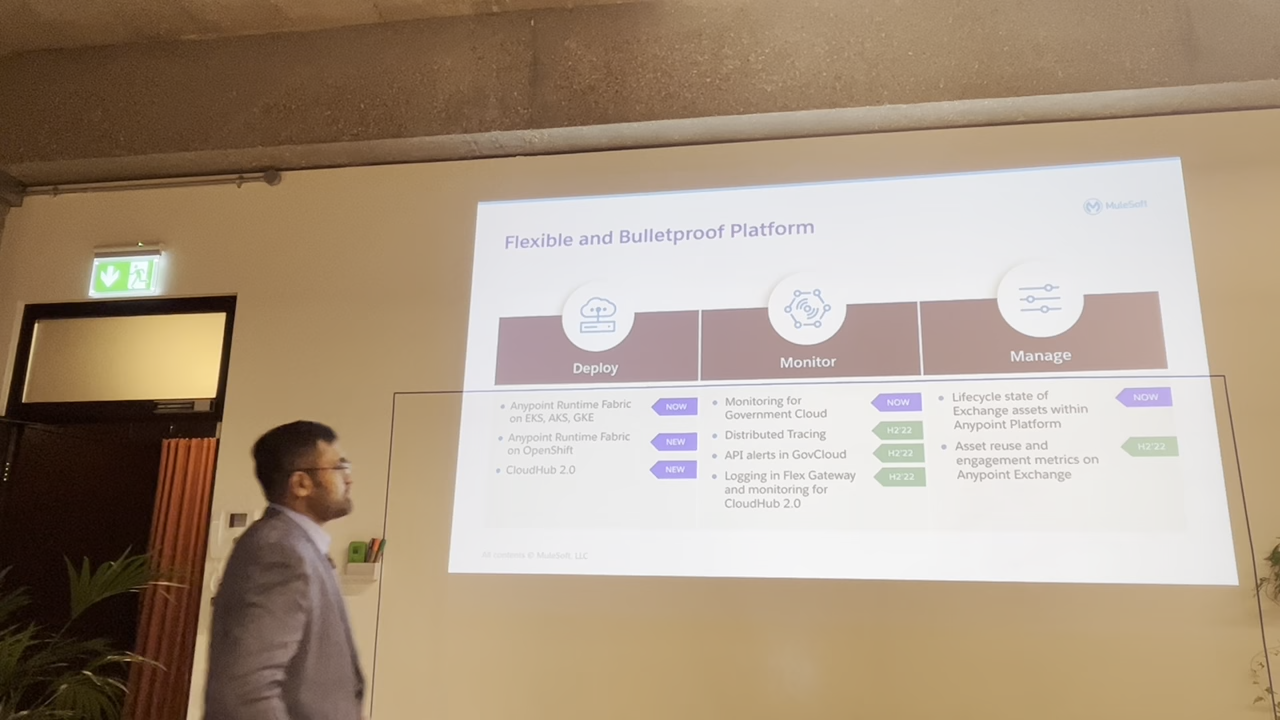 MuleSoft
Flexible and Bulletproof Platform
Deploy
Monitor
Manage
• Anypoint Runtime Fabric
on EKS, AKS, GKE
NOW
• Anypoint Runtime Fabric
on OpenShift
NEW
• CloudHub 2.0
NEW
• Monitoring for
Government Cloud
NOW
• Distributed Tracing
H2'22
• API alerts in GovCloud
H2'22
• Logging in Flex Gateway
and monitoring for
CloudHub 2.0
H2'22
• Lifecycle state of
Exchange assets within
Anypoint Platform
NOW
• Asset reuse and
engagement metrics on
Anypoint Exchange
H2'22
All contents © MuleSoft, LLC